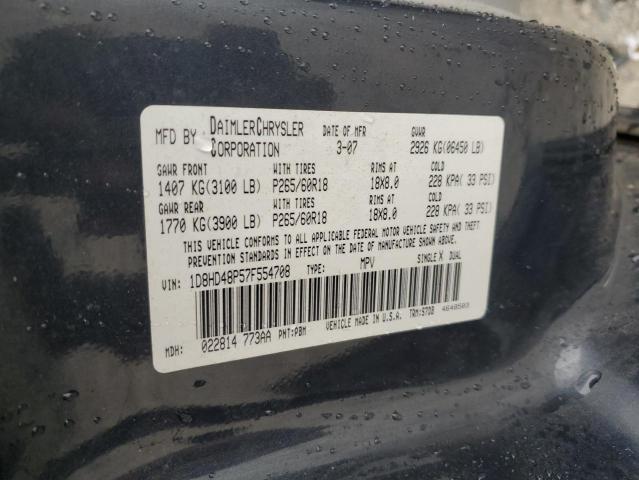 MFD BY DAIMLERCHRYSLER CORPORATION DATE OF MFR 3-07 GVWR 2926 KG(06450 LB)
GAWR FRONT WITH TIRES RIMS AT COLD
1407 KG(3100 LB) P265/60R18 18X8.0 228 KPA( 33 PSI)
GAWR REAR WITH TIRES RIMS AT COLD
1770 KG(3900 LB) P265/60R18 18X8.0 228 KPA( 33 PSI)
THIS VEHICLE CONFORMS TO ALL APPLICABLE FEDERAL MOTOR VEHICLE SAFETY AND THEFT
PREVENTION STANDARDS IN EFFECT ON THE DATE OF MANUFACTURE SHOWN ABOVE.
VIN: 1D8HD48P57F554708 TYPE: MPV SINGLE X DUAL
MDH: 022814 773AA PNT:PBM VEHICLE MADE IN U.S.A. TRM:S7DB 4648503